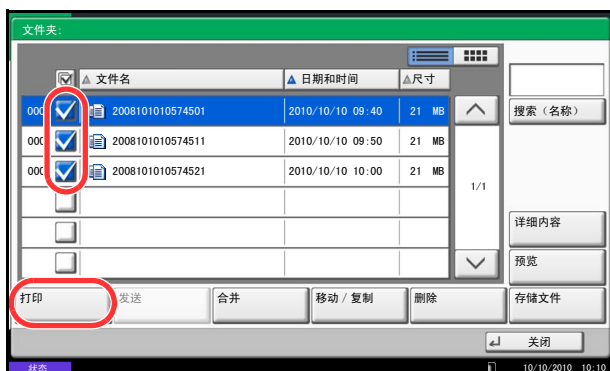 文件夹:
文件名 日期和时间 尺寸
2008101010574501 2010/10/10 09:40 21 MB 搜索（名称）
2008101010574511 2010/10/10 09:50 21 MB
2008101010574521 2010/10/10 10:00 21 MB
1/1
详细内容
预览
打印 发送 合并 移动 / 复制 删除 存储文件
关闭
状态 10/10/2010 10:10